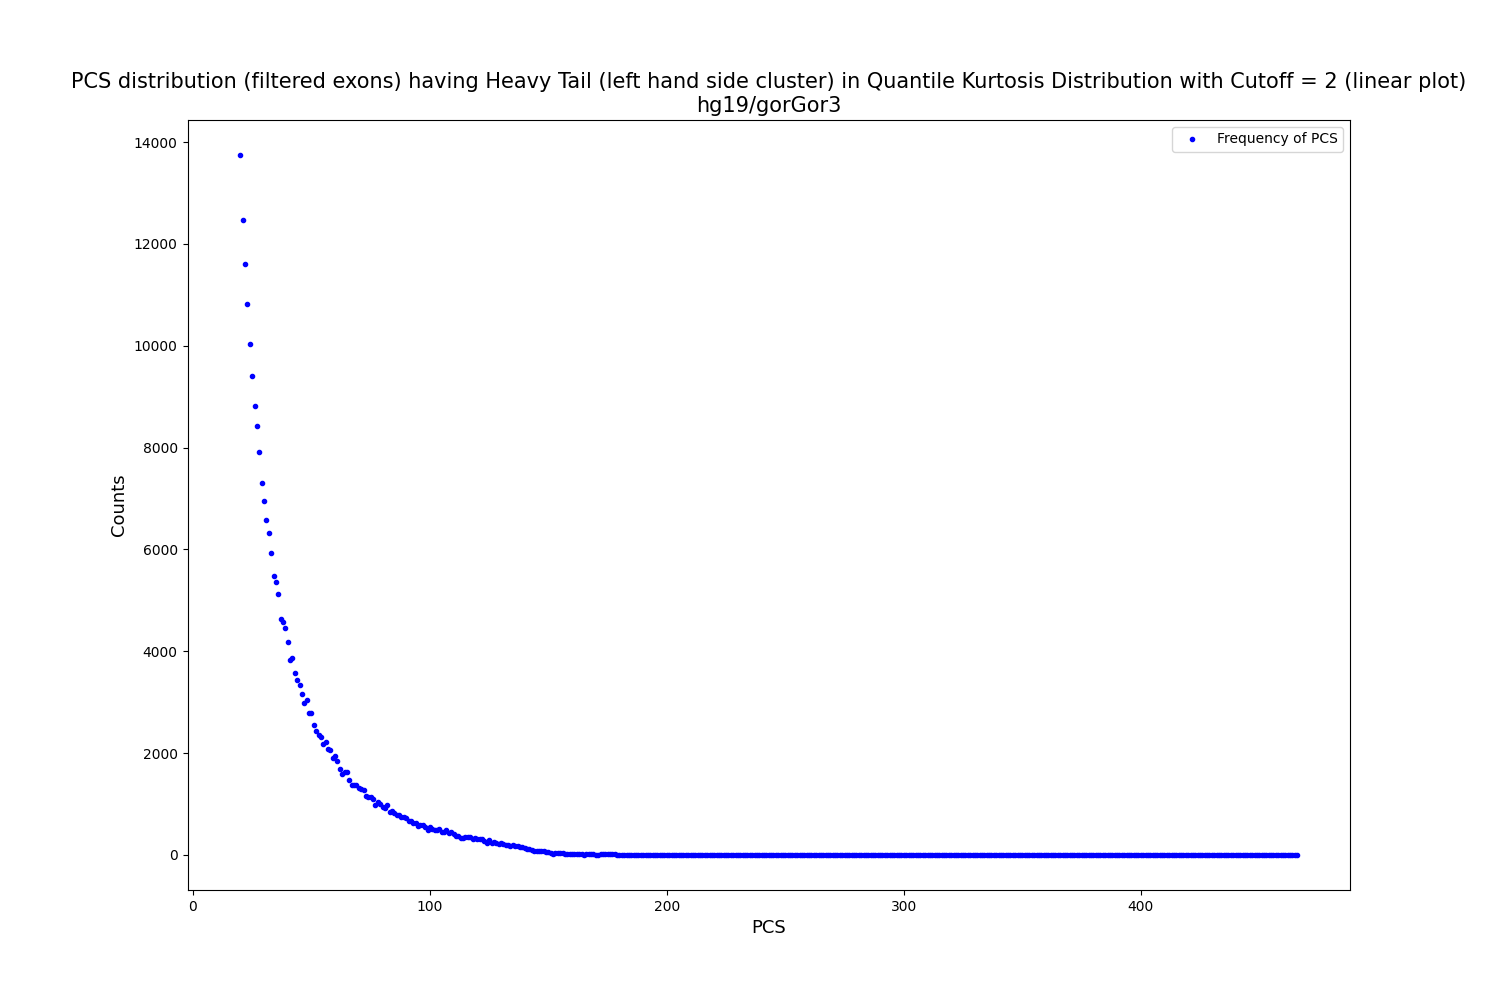 PCS distribution (filtered exons) having Heavy Tail (left hand side cluster) in Quantile Kurtosis Distribution with Cutoff = 2 (linear plot)
hg19/gorGor3
Frequency of PCS
14000
12000
10000
8000
6000
4000
2000
0
Counts
0
100
200
300
400
PCS